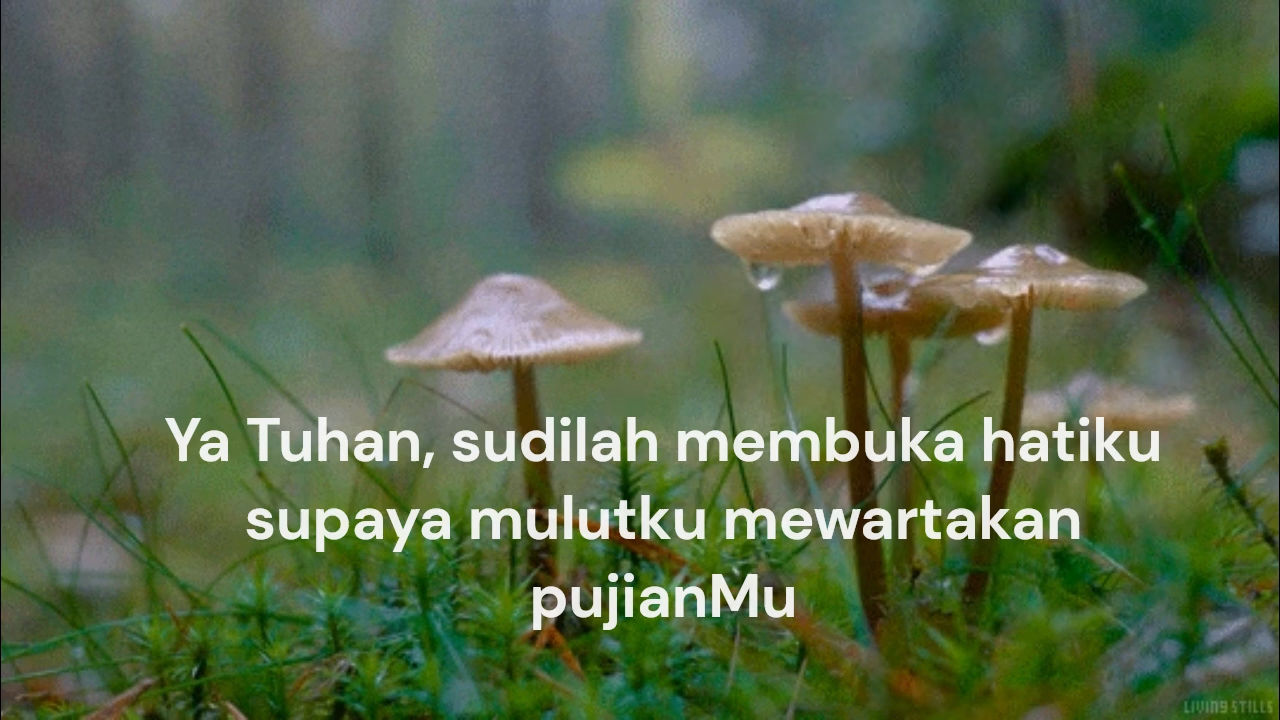 Ya Tuhan, sudilah membuka hatiku
supaya mulutku mewartakan
pujianMu
LIVING STILLS